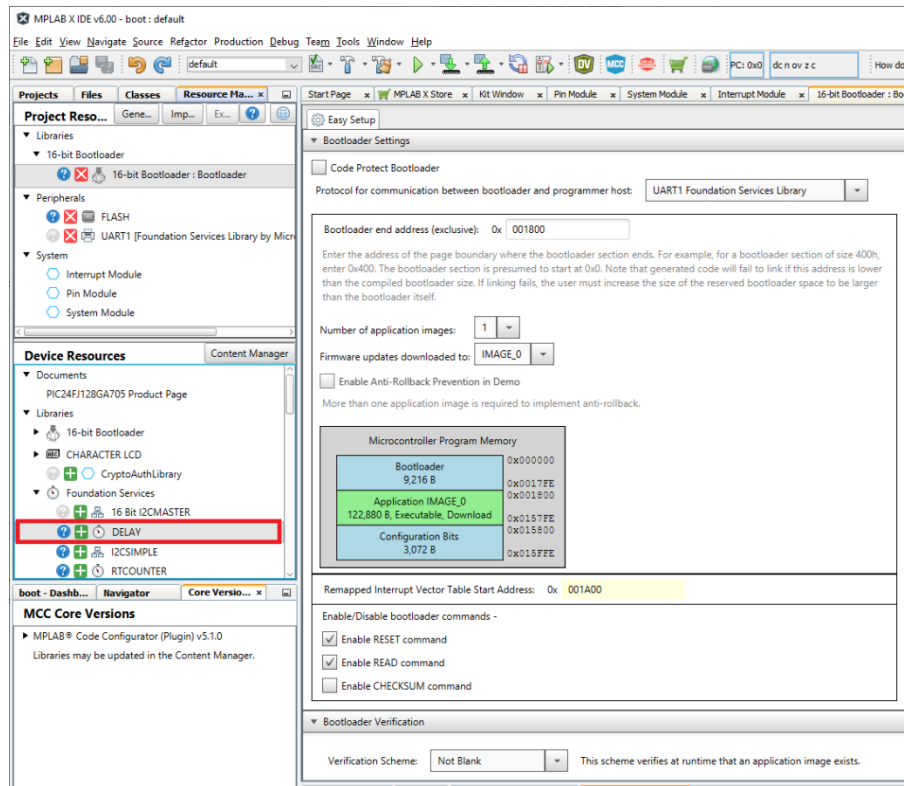 MPLAB X IDE v6.00 - boot : default
File Edit View Navigate Source Refactor Production Debug Team Tools Window Help
default
PC: 0x0
dc n ov z c
How do
Projects Files Classes Resource Ma... ×
Project Reso... Gene... Imp... Ex...
Libraries
16-bit Bootloader
16-bit Bootloader : Bootloader
Peripherals
FLASH
UART1 [Foundation Services Library by Micro
System
Interrupt Module
Pin Module
System Module
Device Resources Content Manager
Documents
PIC24FJ128GA705 Product Page
Libraries
16-bit Bootloader
CHARACTER LCD
CryptoAuthLibrary
Foundation Services
16 Bit I2CMASTER
DELAY
I2CSIMPLE
RTCOUNTER
boot - Dashb... Navigator Core Versio... ×
MCC Core Versions
MPLAB® Code Configurator (Plugin) v5.1.0
Libraries may be updated in the Content Manager.
Start Page × MPLAB X Store × Kit Window × Pin Module × System Module × Interrupt Module × 16-bit Bootloader : Bo
Easy Setup
Bootloader Settings
Code Protect Bootloader
Protocol for communication between bootloader and programmer host: UART1 Foundation Services Library
Bootloader end address (exclusive): 0x 001800
Enter the address of the page boundary where the bootloader section ends. For example, for a bootloader section of size 400h,
enter 0x400. The bootloader section is presumed to start at 0x0. Note that generated code will fail to link if this address is lower
than the compiled bootloader size. If linking fails, the user must increase the size of the reserved bootloader space to be larger
than the bootloader itself.
Number of application images: 1
Firmware updates downloaded to: IMAGE_0
Enable Anti-Rollback Prevention in Demo
More than one application image is required to implement anti-rollback.
Microcontroller Program Memory
Bootloader
9,216 B
0x000000
0x0017FE
Application IMAGE_0
122,880 B, Executable, Download
0x001800
0x0157FE
Configuration Bits
3,072 B
0x015800
0x015FFE
Remapped Interrupt Vector Table Start Address: 0x 001A00
Enable/Disable bootloader commands -
Enable RESET command
Enable READ command
Enable CHECKSUM command
Bootloader Verification
Verification Scheme: Not Blank This scheme verifies at runtime that an application image exists.